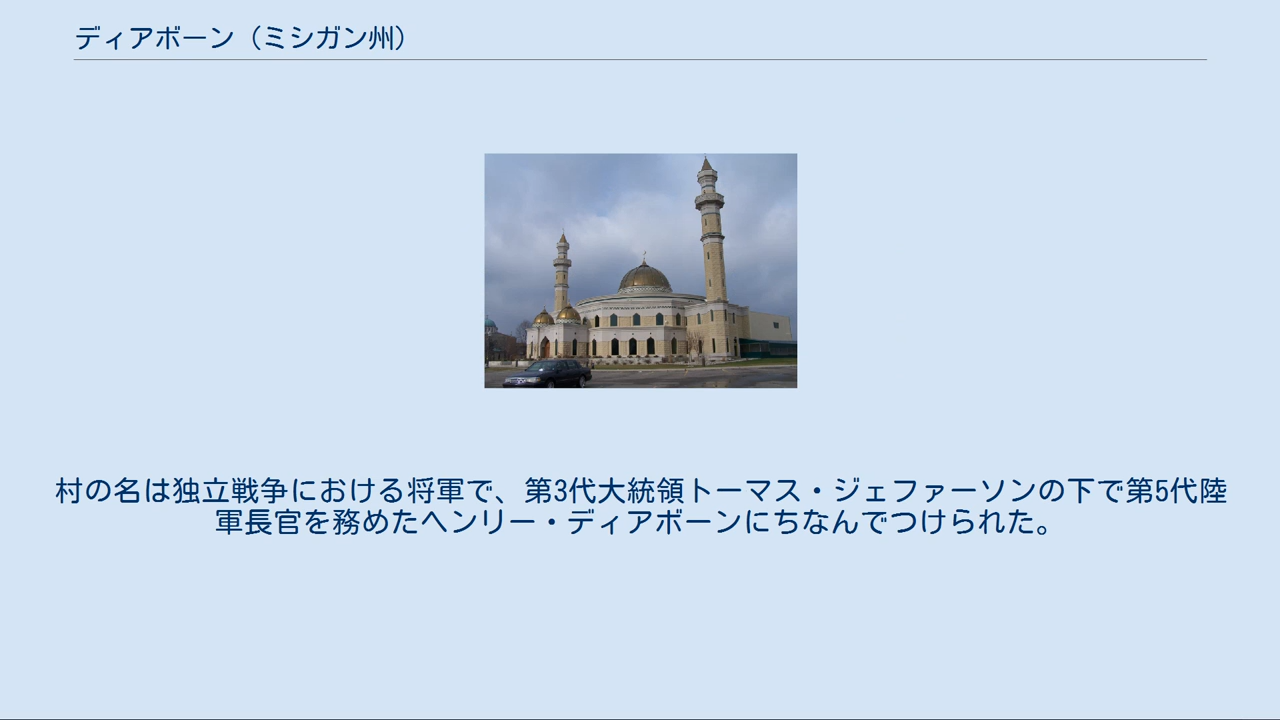 ディアボーン（ミシガン州）
村の名は独立戦争における将軍で、第3代大統領トーマス・ジェファーソンの下で第5代陸
軍長官を務めたヘンリー・ディアボーンにちなんでつけられた。